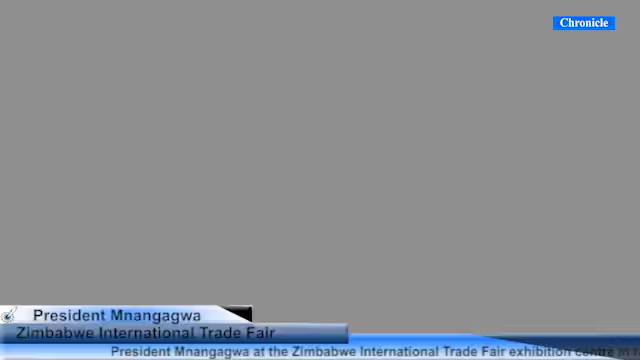 Chronicle
President Mnangagwa
Zimbabwe International Trade Fair
President Mnangagwa at the Zimbabwe International Trade Fair exhibition centre